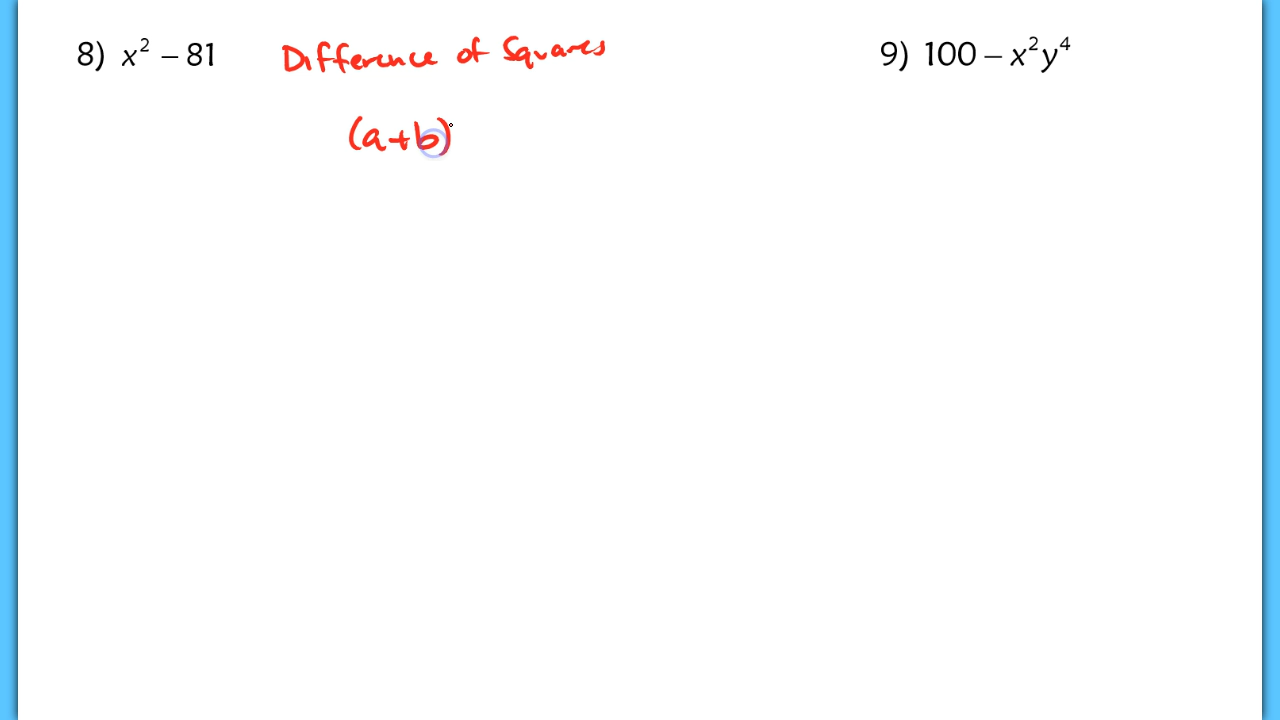 8) x² – 81 Difference of Squares 9) 100 – x²y⁴
(a+b)